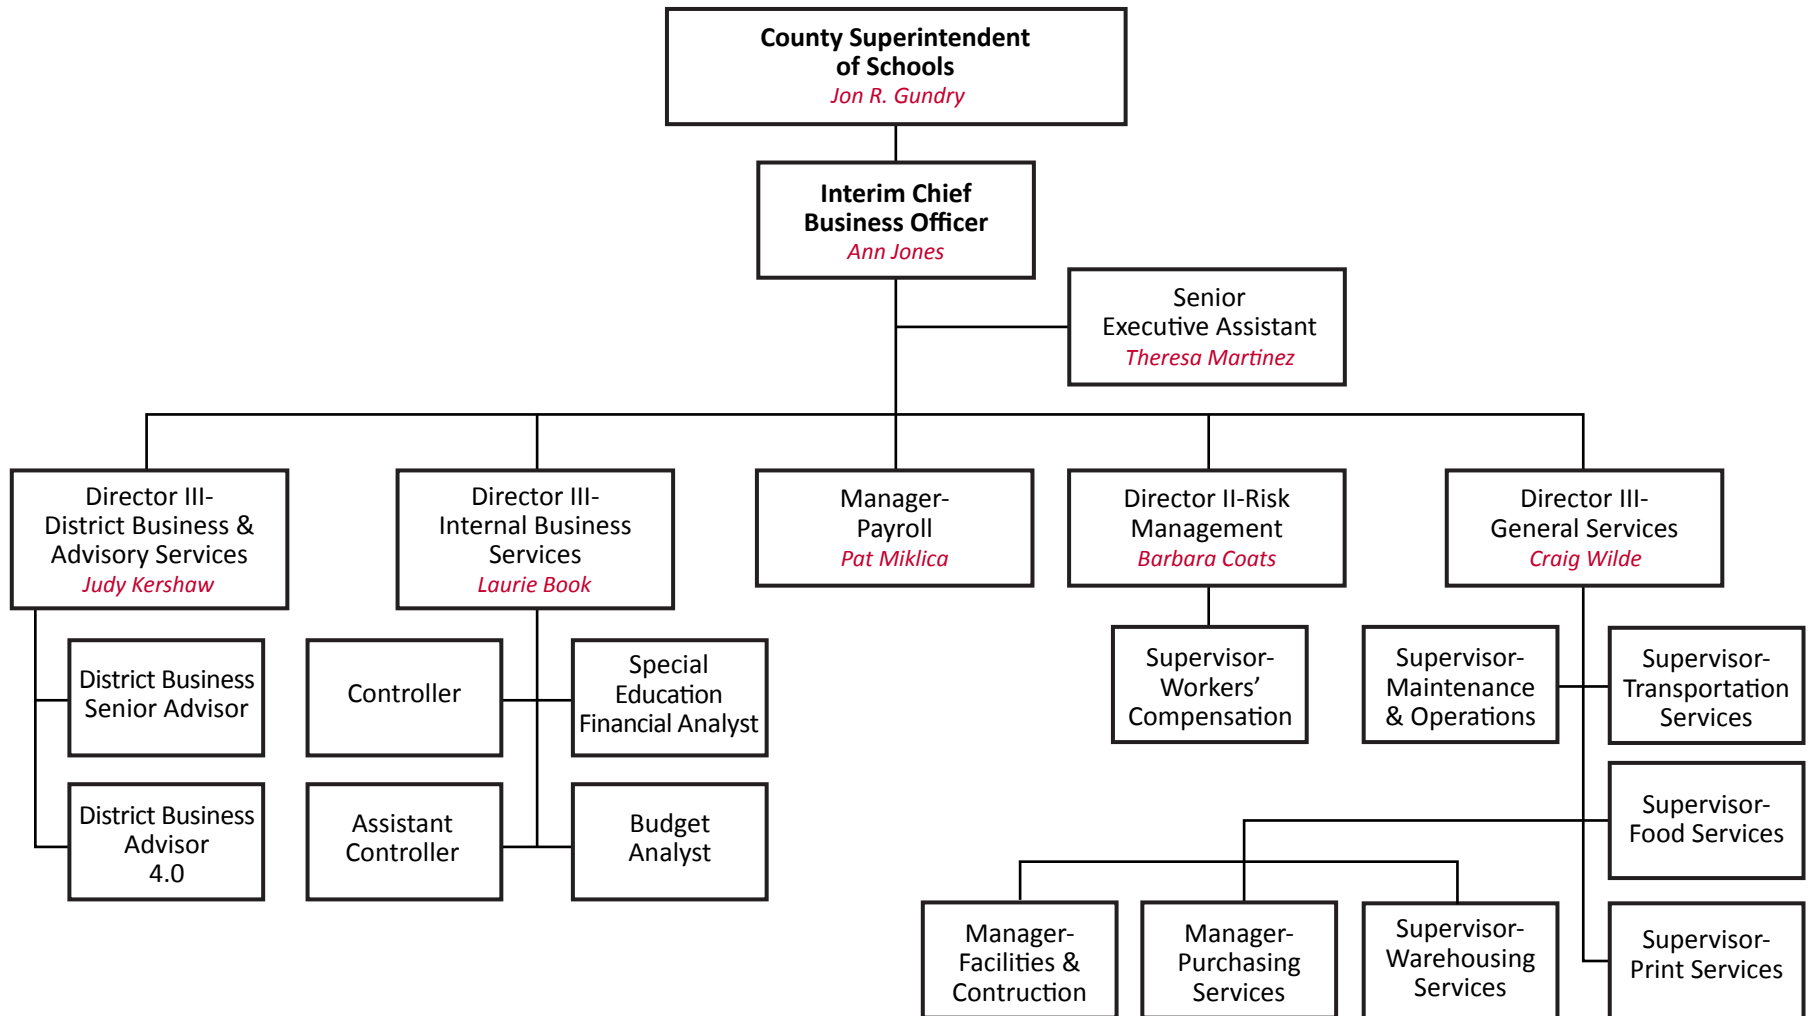 County Superintendent
of Schools
Jon R. Gundry
Interim Chief
Business Officer
Ann Jones
Senior
Executive Assistant
Theresa Martinez
Director III-
District Business &
Advisory Services
Judy Kershaw
Director III-
Internal Business
Services
Laurie Book
Manager-
Payroll
Pat Miklica
Director II-Risk
Management
Barbara Coats
Director III-
General Services
Craig Wilde
District Business
Senior Advisor
Controller
Special
Education
Financial Analyst
Supervisor-
Workers’
Compensation
Supervisor-
Maintenance
& Operations
Supervisor-
Transportation
Services
District Business
Advisor
4.0
Assistant
Controller
Budget
Analyst
Supervisor-
Food Services
Manager-
Facilities &
Contruction
Manager-
Purchasing
Services
Supervisor-
Warehousing
Services
Supervisor-
Print Services